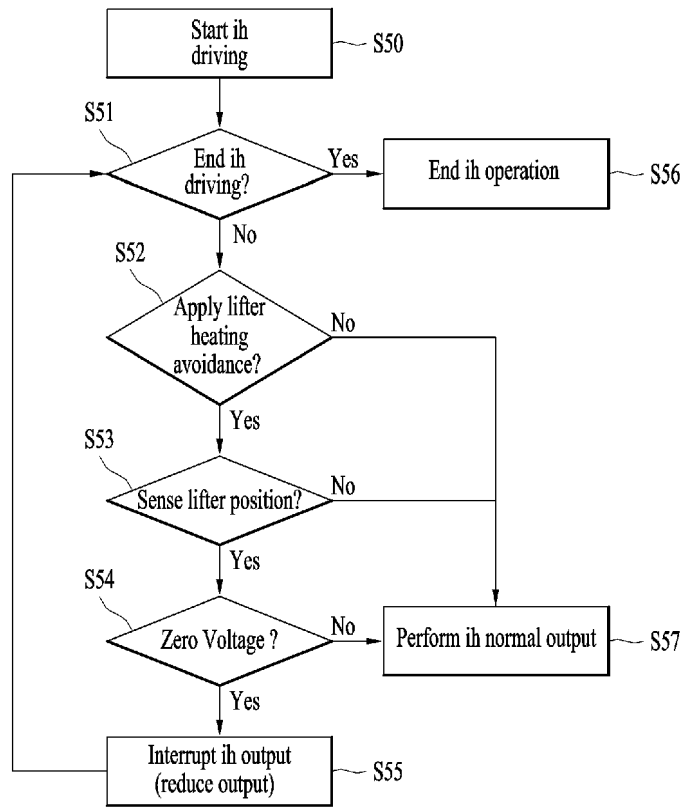 Start ih
driving
S50
S51
End ih
driving?
Yes
End ih operation
S56
No
S52
Apply lifter
heating
avoidance?
No
Yes
S53
Sense lifter position?
No
Yes
S54
Zero Voltage ?
No
Perform ih normal output
S57
Yes
Interrupt ih output
(reduce output)
S55